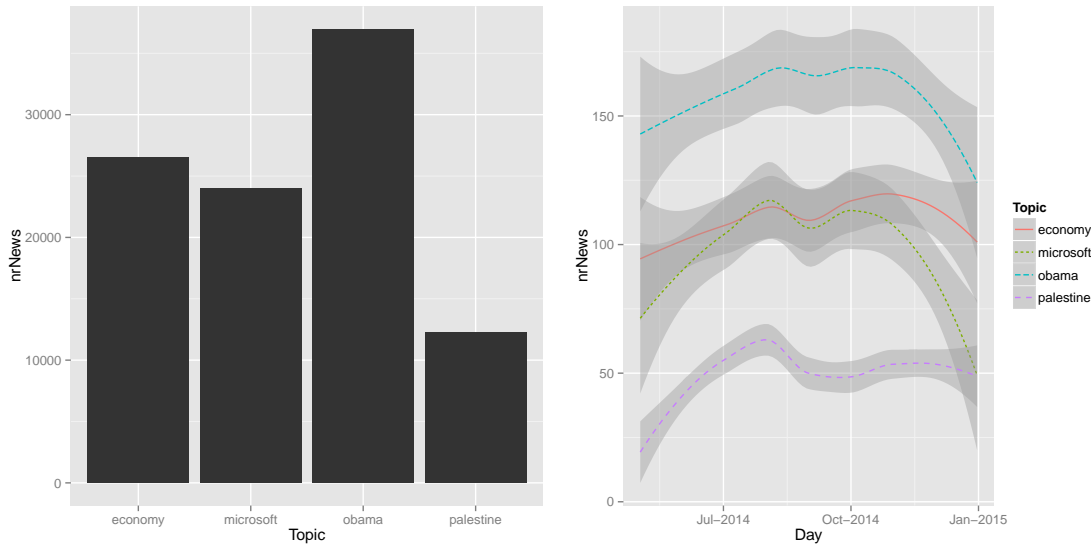 nrNews
30000
20000
10000
0
economy microsoft obama palestine
Topic
nrNews
150
100
50
0
Jul–2014 Oct–2014 Jan–2015
Day
Topic
economy
microsoft
obama
palestine